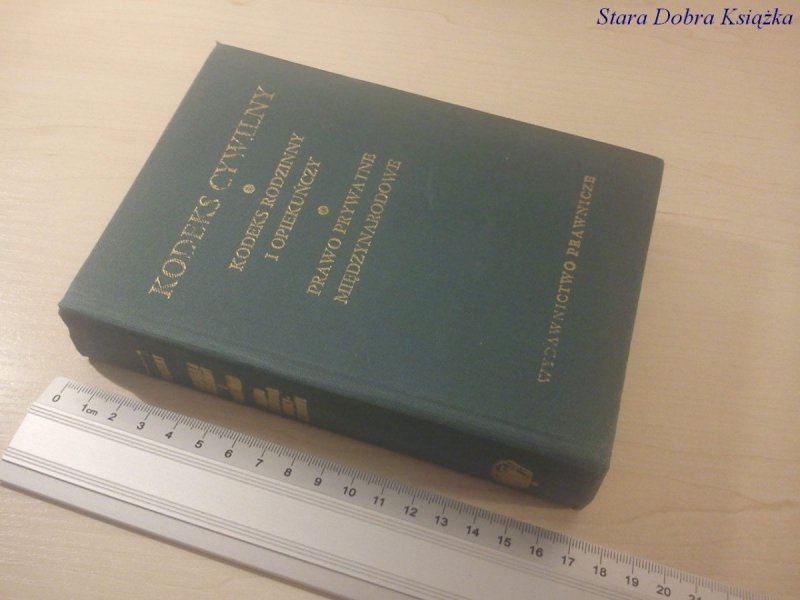 Stara Dobra Książka
KODEKS CYWILNY
KODEKS RODZINNY
I OPIEKUŃCZY
PRAWO PRYWATNE
MIĘDZYNARODOWE
WYDAWNICTWO PRAWNICZE
0 1cm 2 3 4 5 6 7 8 9 10 11 12 13 14 15 16 17 18 19 20 21